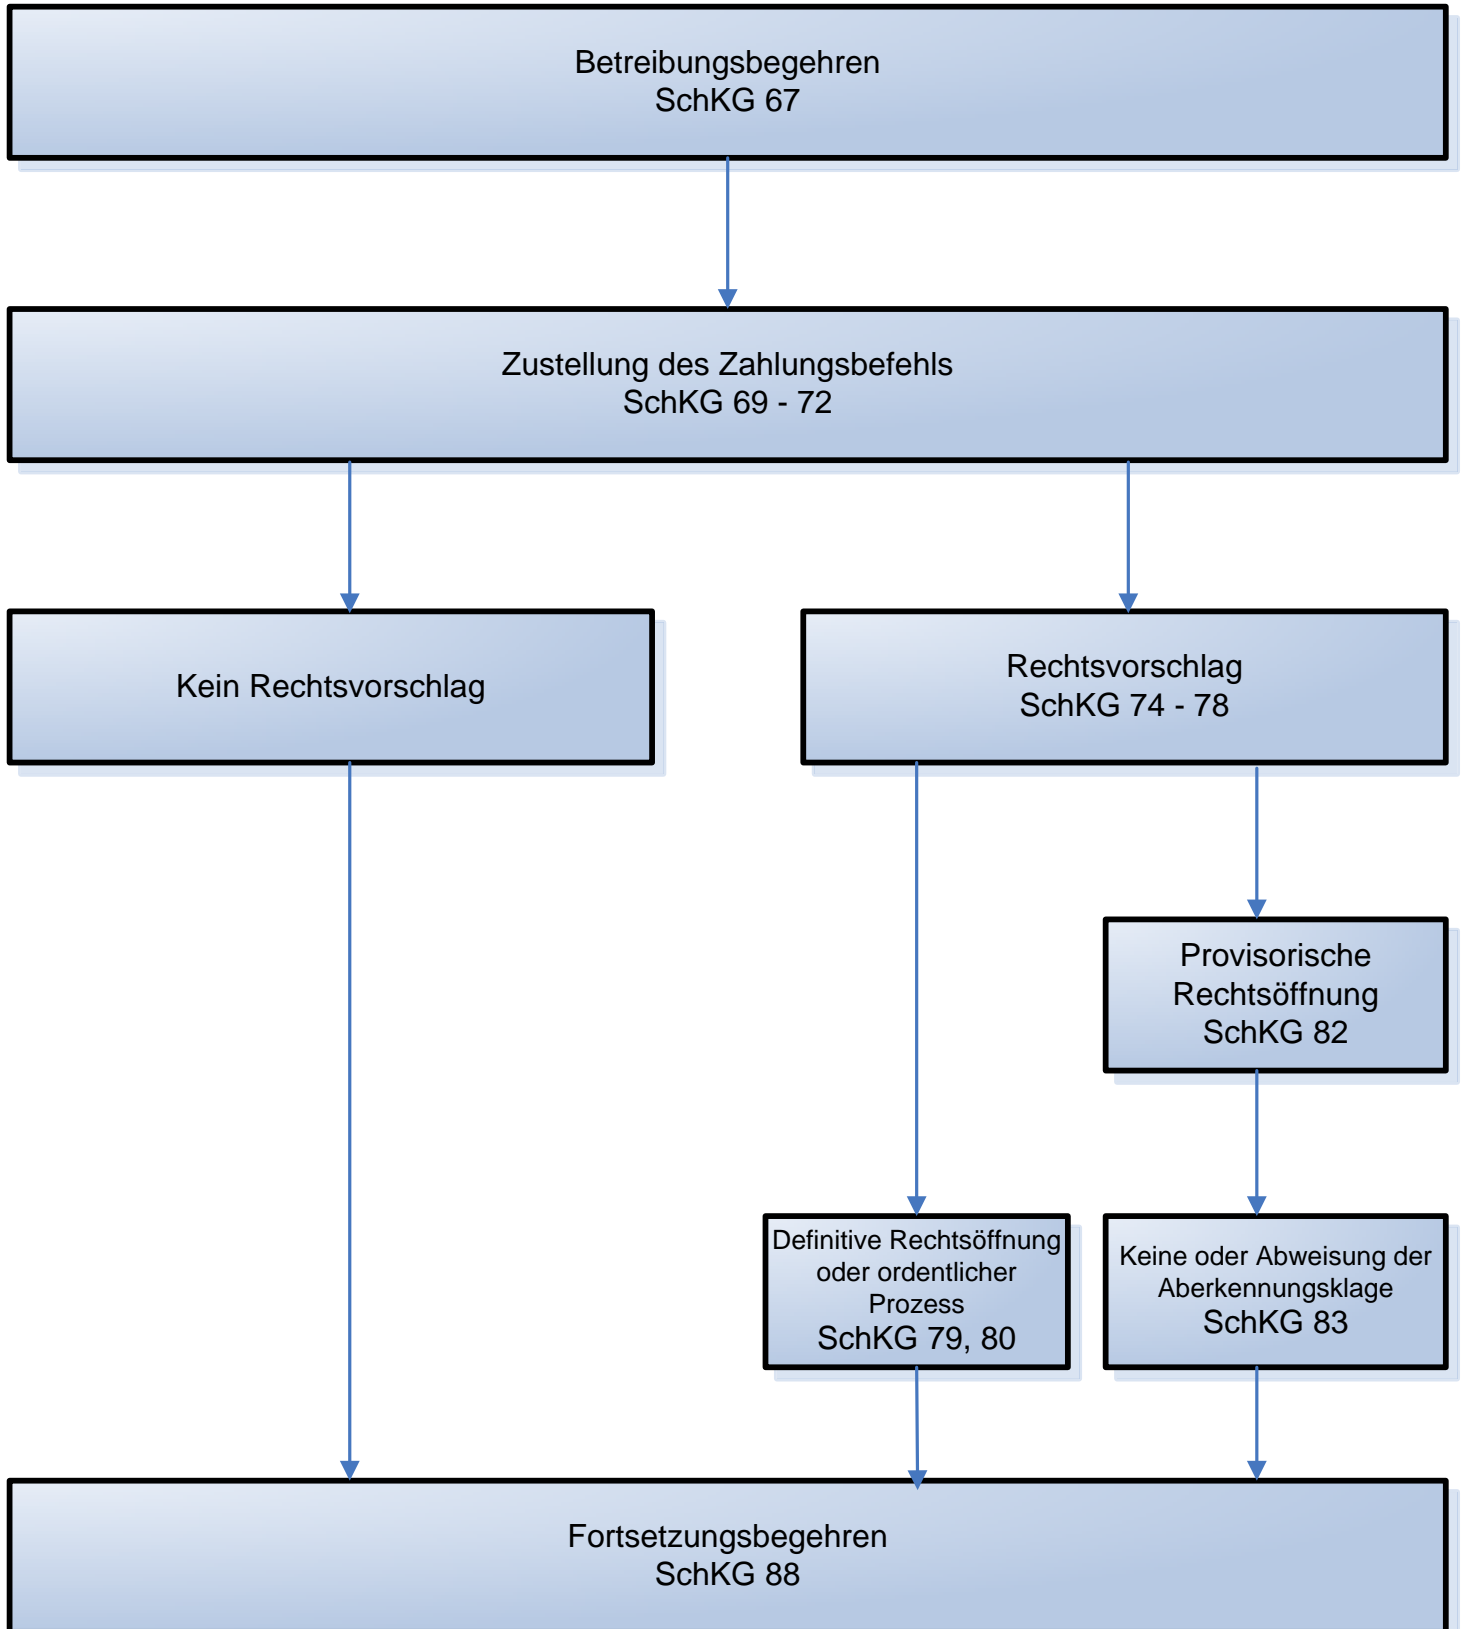 Betreibungsbegehren
SchKG 67
Zustellung des Zahlungsbefehls
SchKG 69 - 72
Kein Rechtsvorschlag
Rechtsvorschlag
SchKG 74 - 78
Provisorische
Rechtsöffnung
SchKG 82
Definitive Rechtsöffnung
oder ordentlicher
Prozess
SchKG 79, 80
Keine oder Abweisung der
Aberkennungsklage
SchKG 83
Fortsetzungsbegehren
SchKG 88